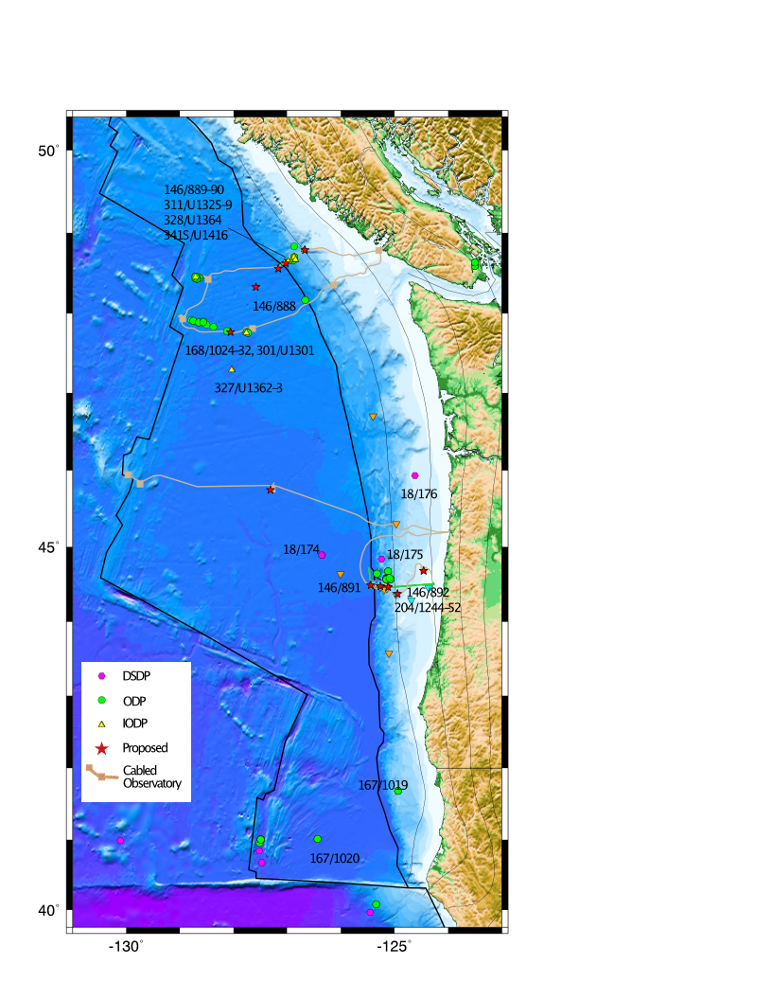 50°
146/889-90
311/U1325-9
328/U1364
341S/U1416
146/888
168/1024-32, 301/U1301
327/U1362-3
18/176
45°
18/174
18/175
146/891
146/892
204/1244-52
DSDP
ODP
IODP
Proposed
Cabled
Observatory
167/1019
167/1020
40°
-130°
-125°